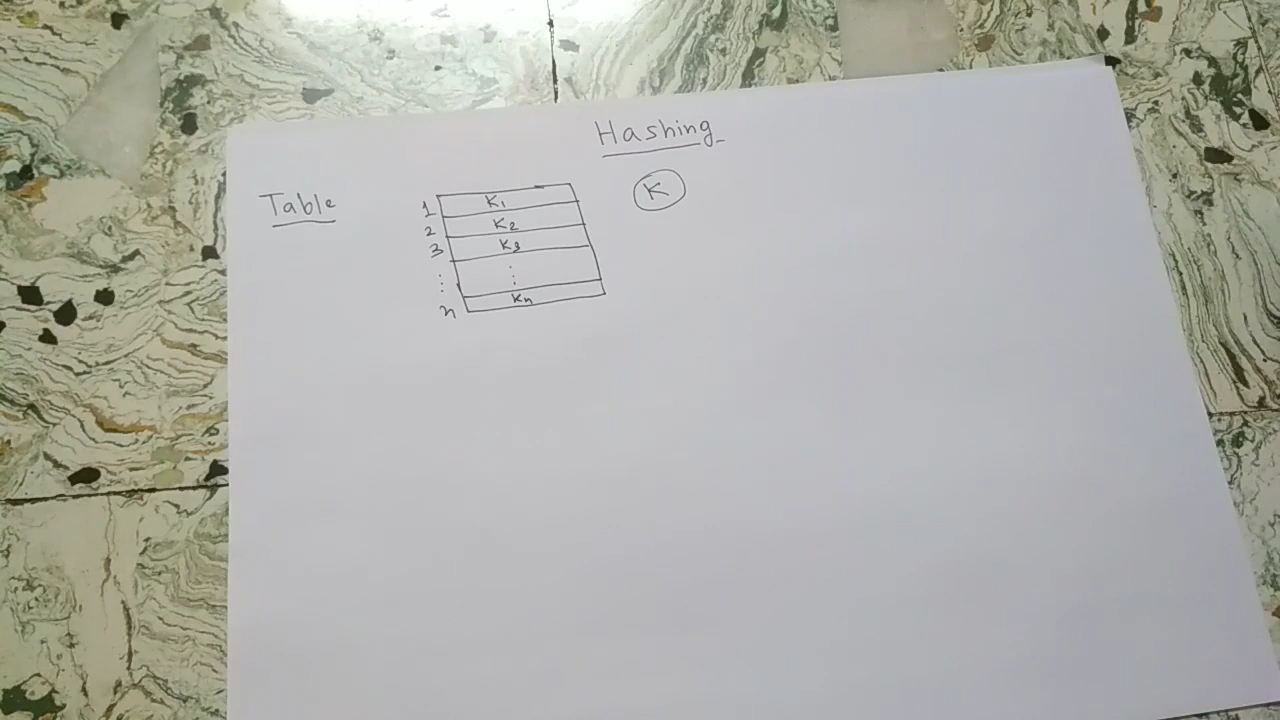 Hashing
Table
K
1 K1
2 K2
3 K3
⋮ ⋮
n Kn